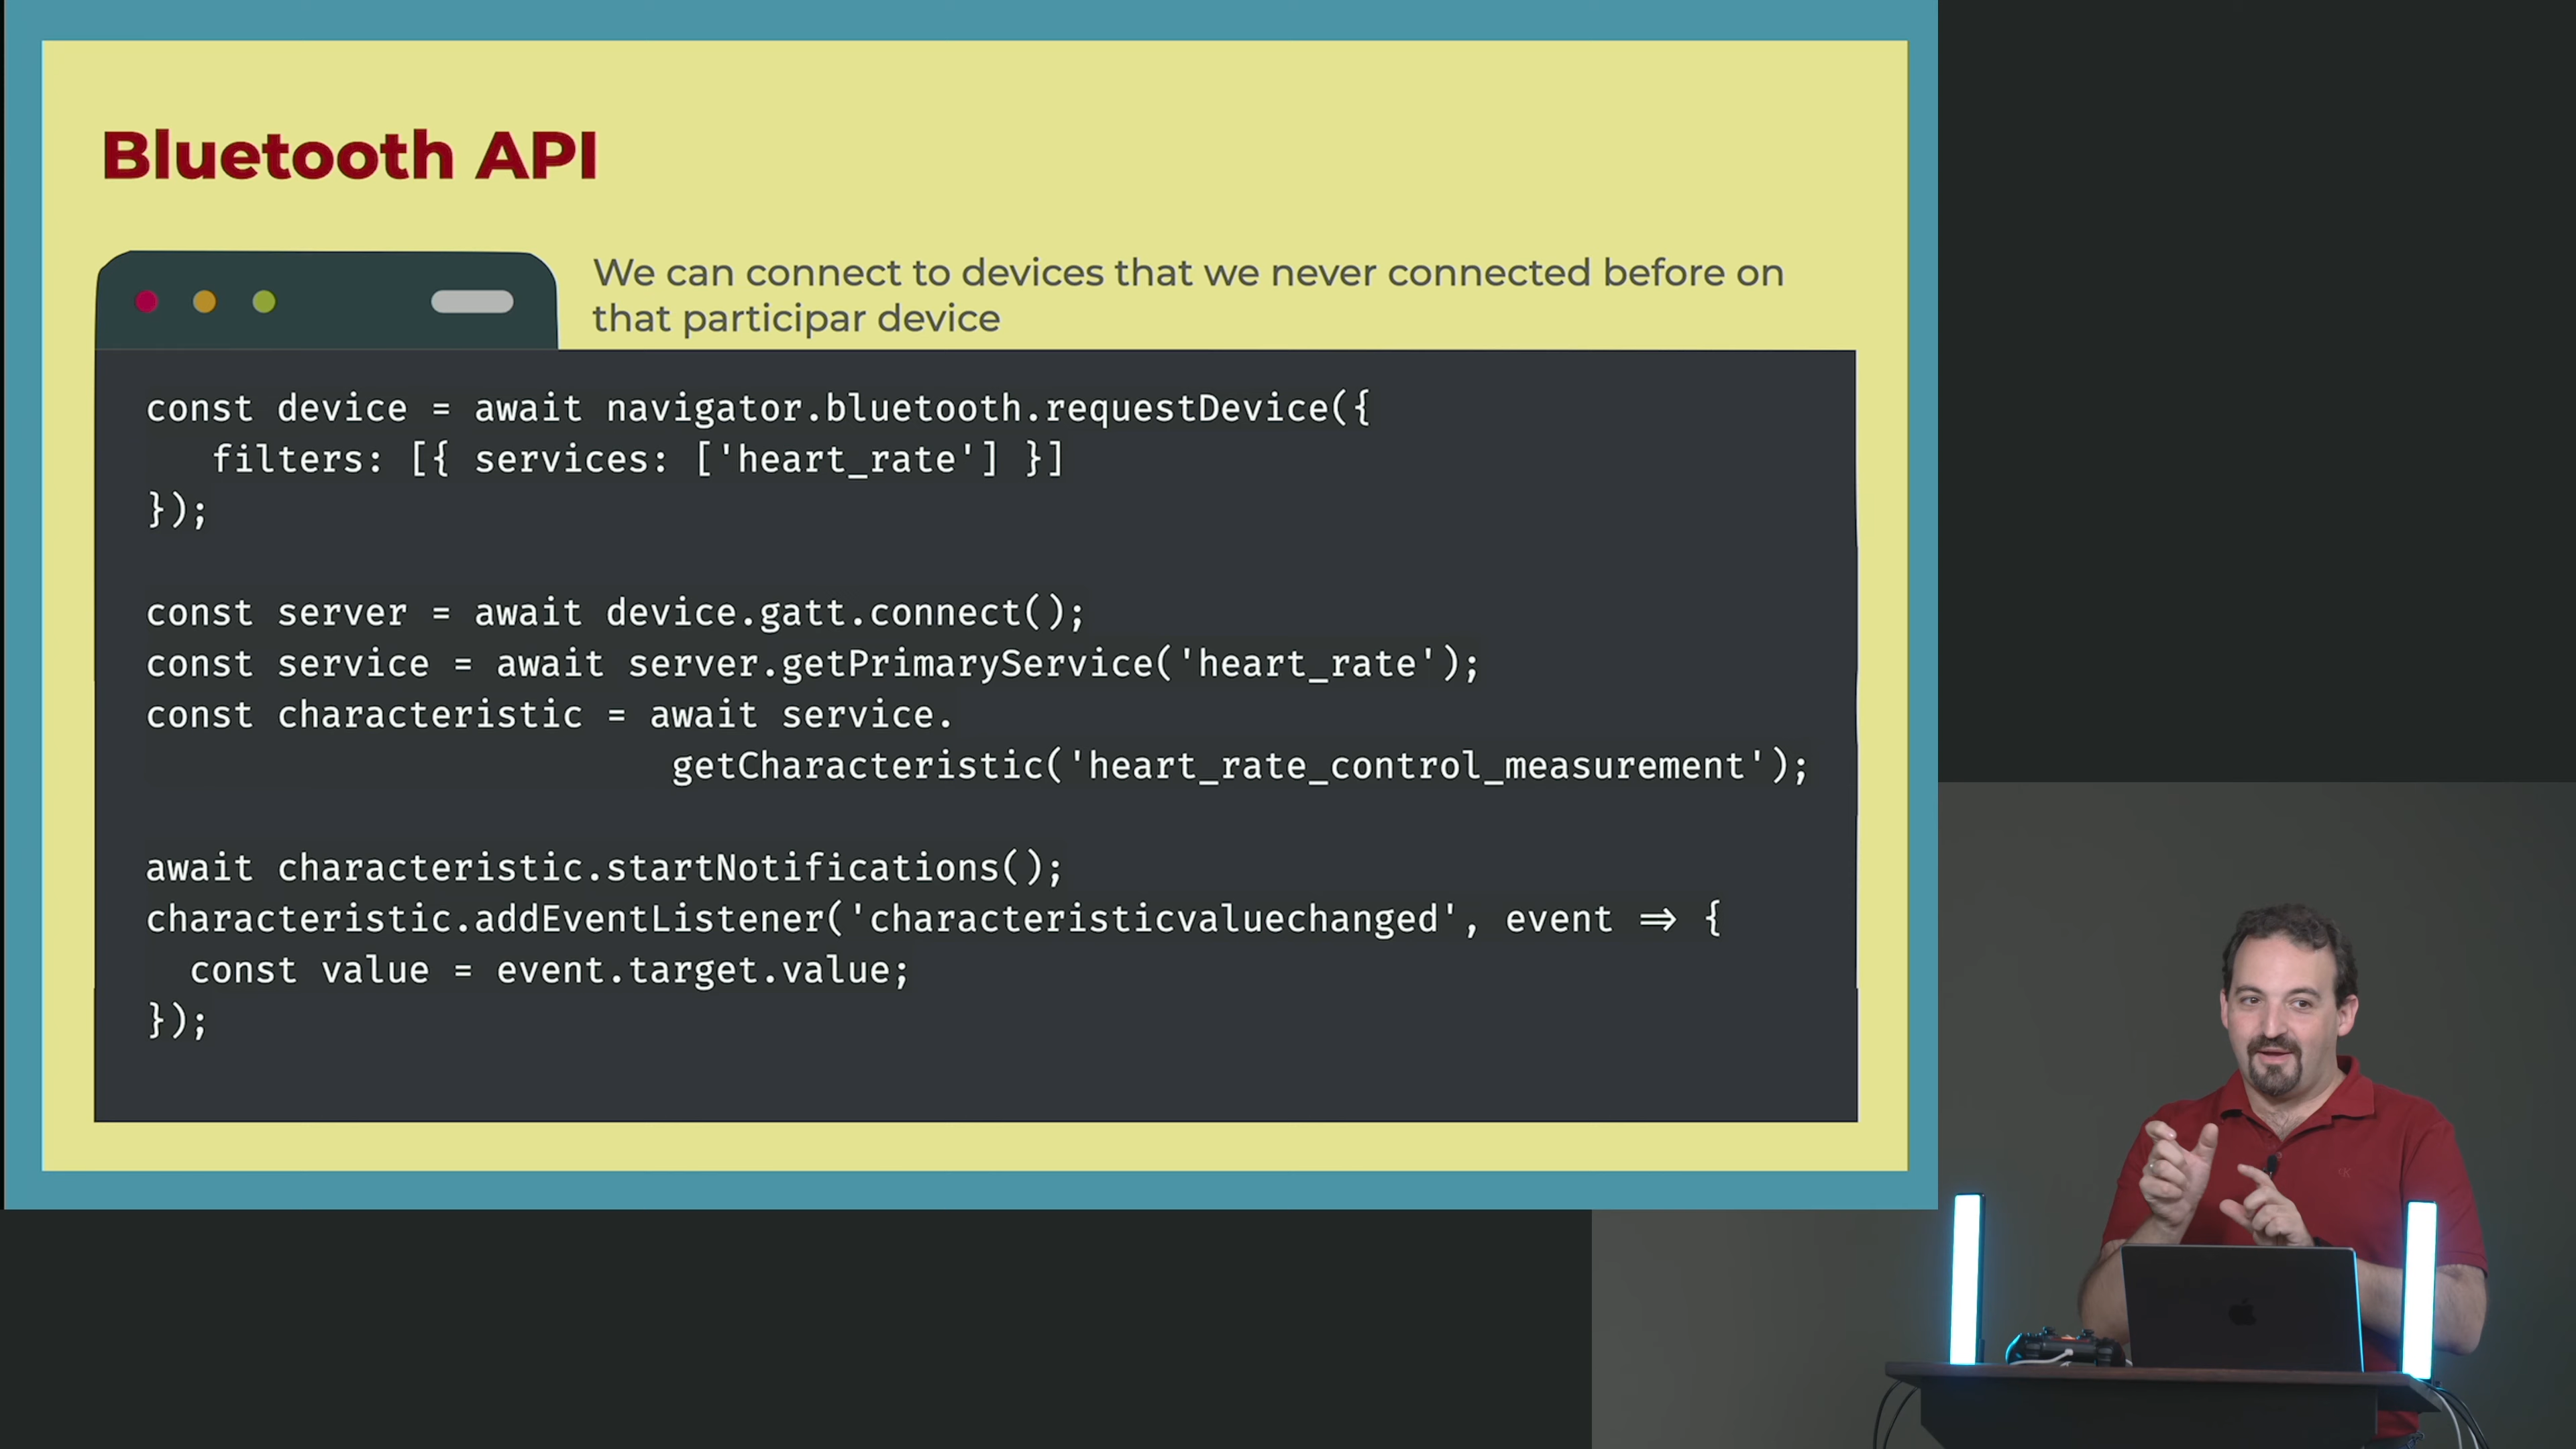 Bluetooth API
We can connect to devices that we never connected before on
that participar device
const device = await navigator.bluetooth.requestDevice({
   filters: [{ services: ['heart_rate'] }]
});
const server = await device.gatt.connect();
const service = await server.getPrimaryService('heart_rate');
const characteristic = await service.
                        getCharacteristic('heart_rate_control_measurement');
await characteristic.startNotifications();
characteristic.addEventListener('characteristicvaluechanged', event => {
  const value = event.target.value;
});